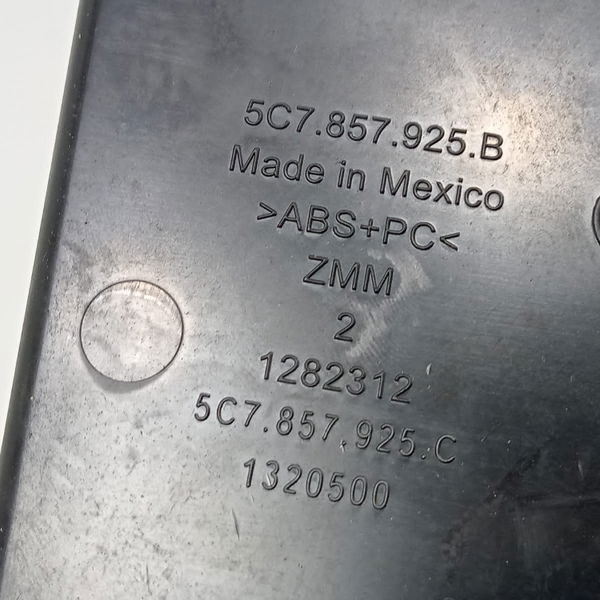 5C7.857.925.B
Made in Mexico
>ABS+PC<
ZMM
2
1282312
5C7.857.925.C
1320500